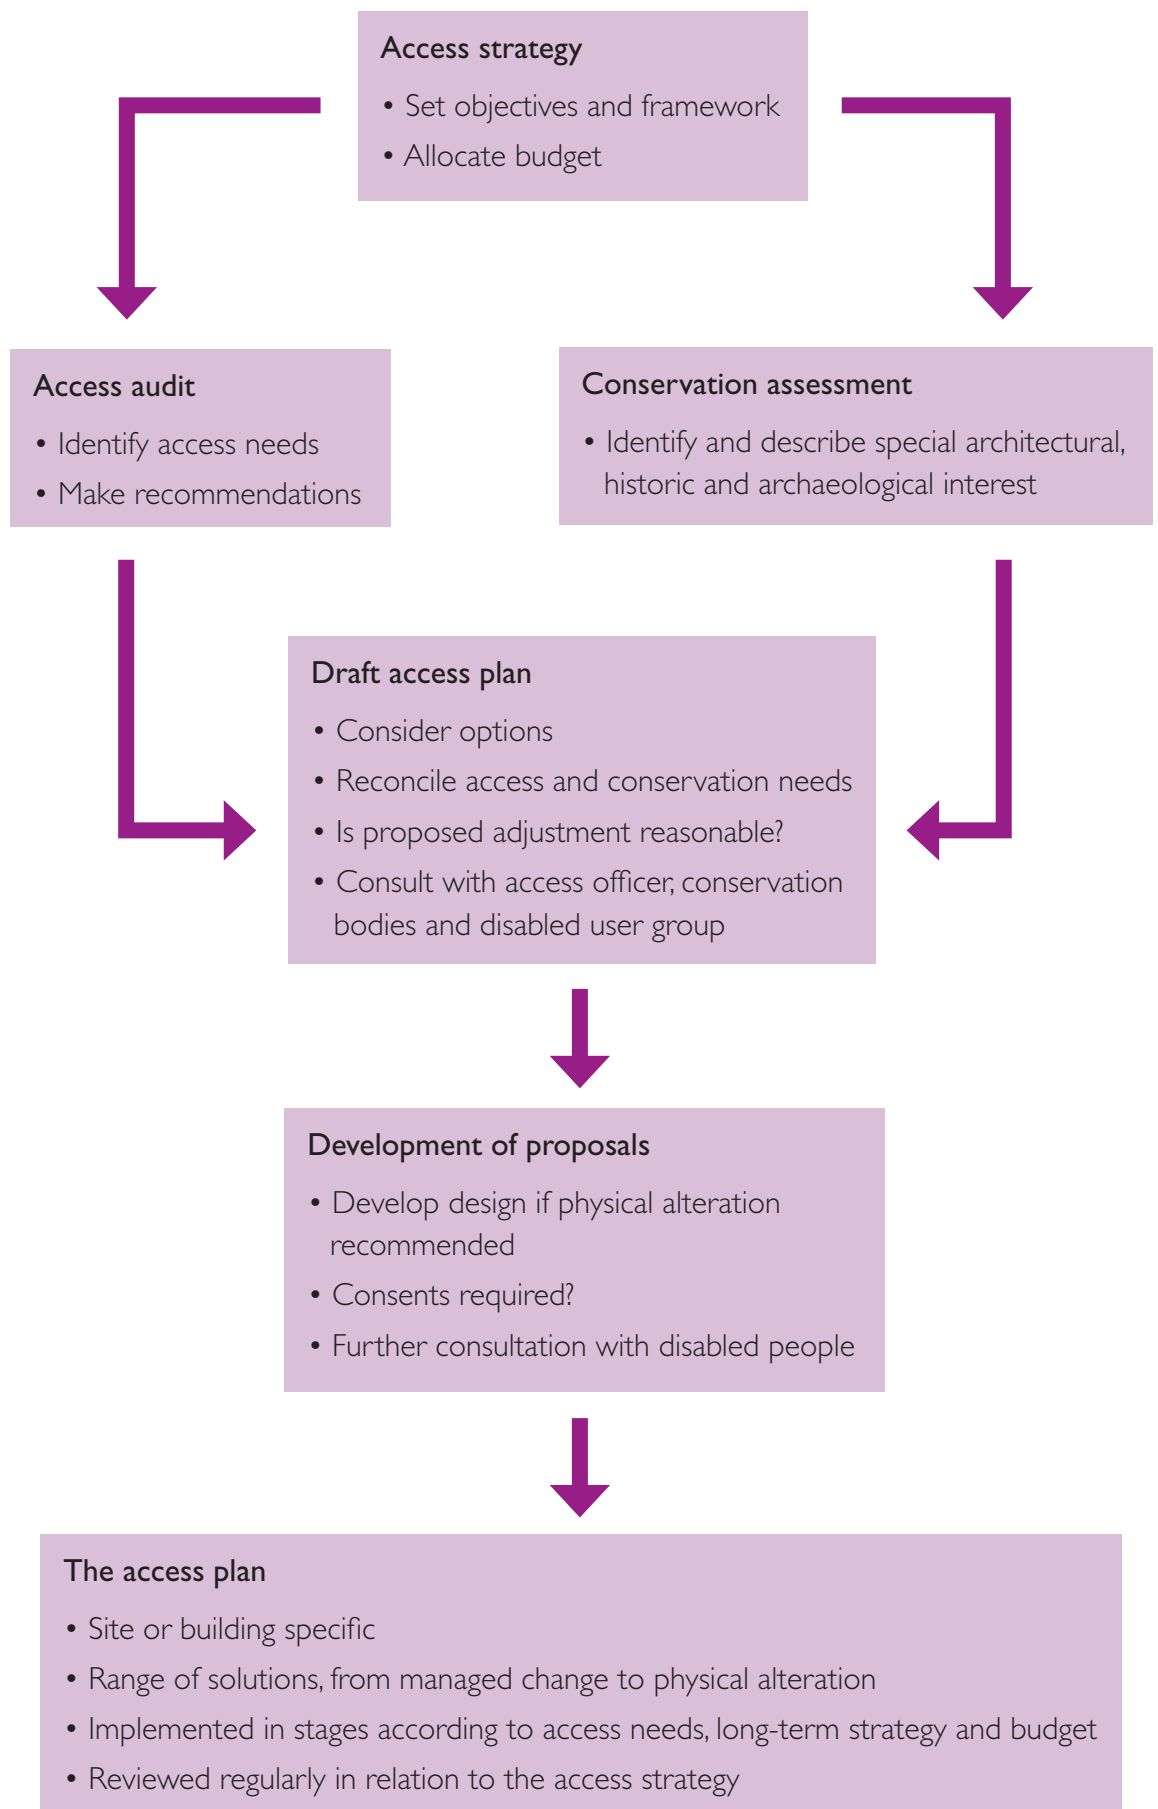 Access strategy
• Set objectives and framework
• Allocate budget
Access audit
• Identify access needs
• Make recommendations
Conservation assessment
• Identify and describe special architectural,
historic and archaeological interest
Draft access plan
• Consider options
• Reconcile access and conservation needs
• Is proposed adjustment reasonable?
• Consult with access officer, conservation
bodies and disabled user group
Development of proposals
• Develop design if physical alteration
recommended
• Consents required?
• Further consultation with disabled people
The access plan
• Site or building specific
• Range of solutions, from managed change to physical alteration
• Implemented in stages according to access needs, long-term strategy and budget
• Reviewed regularly in relation to the access strategy